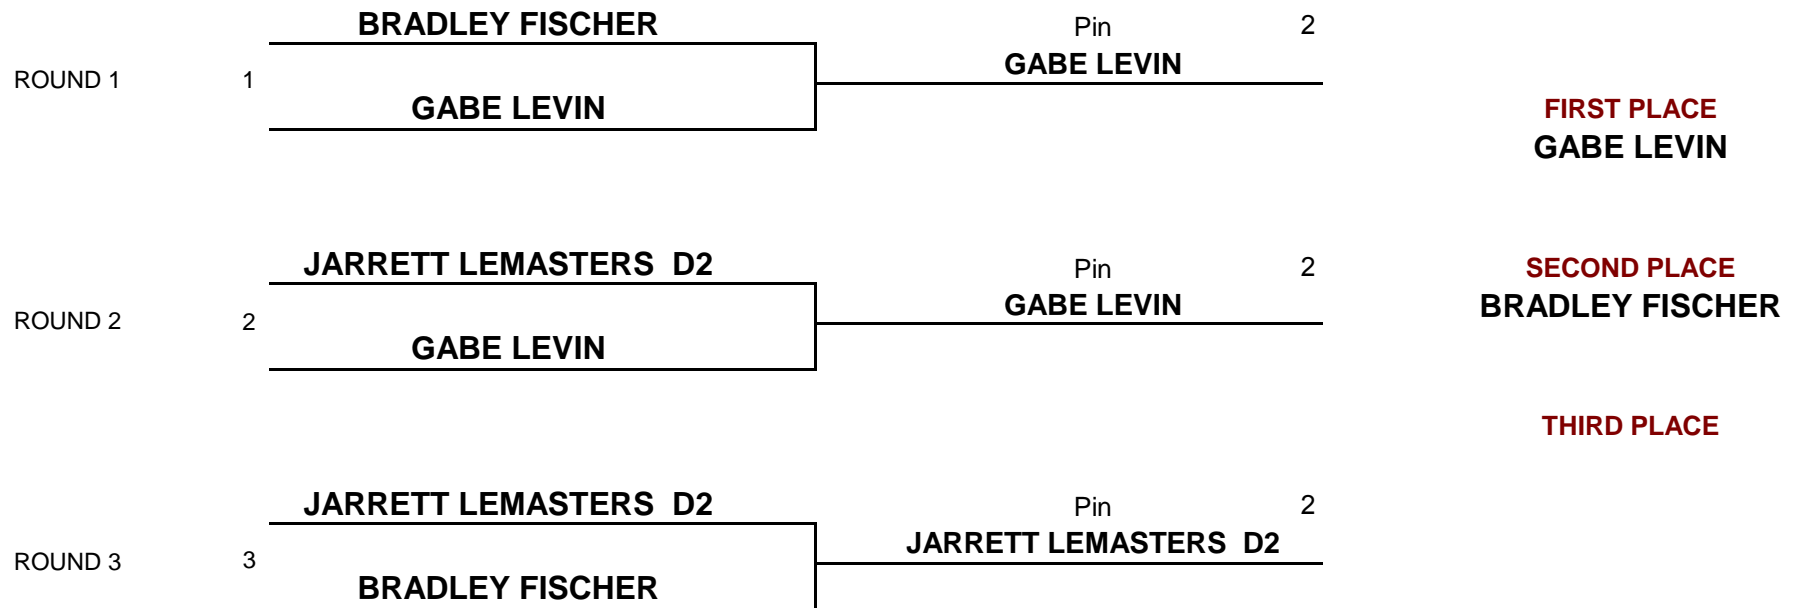 BRADLEY FISCHER
Pin 2
GABE LEVIN
ROUND 1 1
GABE LEVIN
FIRST PLACE
GABE LEVIN
JARRETT LEMASTERS  D2
Pin 2
SECOND PLACE
GABE LEVIN
BRADLEY FISCHER
ROUND 2 2
GABE LEVIN
THIRD PLACE
JARRETT LEMASTERS  D2
Pin 2
JARRETT LEMASTERS  D2
ROUND 3 3
BRADLEY FISCHER